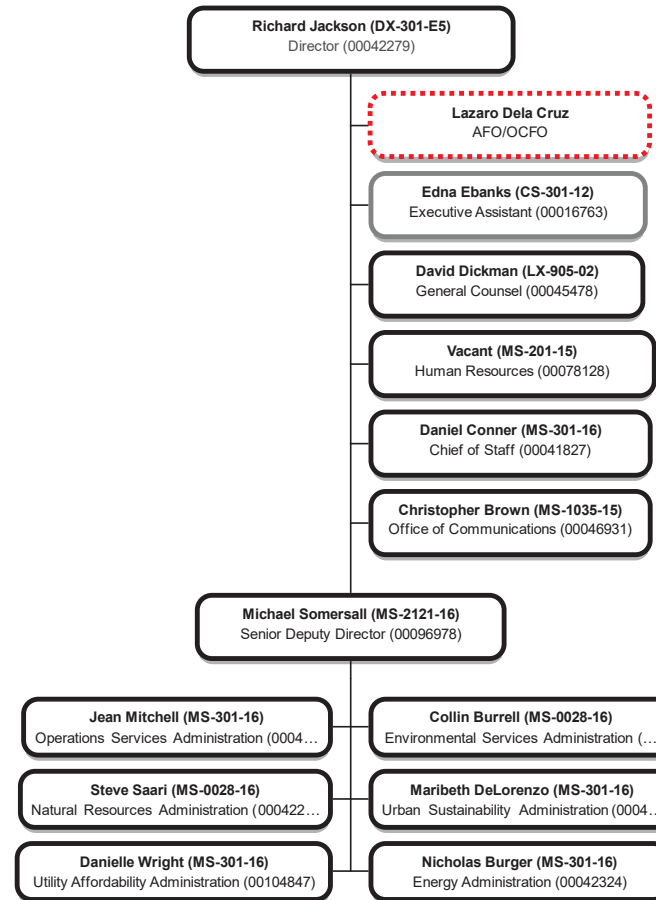 Richard Jackson (DX-301-E5)
Director (00042279)
Lazaro Dela Cruz
AFO/OCFO
Edna Ebanks (CS-301-12)
Executive Assistant (00016763)
David Dickman (LX-905-02)
General Counsel (00045478)
Vacant (MS-201-15)
Human Resources (00078128)
Daniel Conner (MS-301-16)
Chief of Staff (00041827)
Christopher Brown (MS-1035-15)
Office of Communications (00046931)
Michael Somersall (MS-2121-16)
Senior Deputy Director (00096978)
Jean Mitchell (MS-301-16)
Operations Services Administration (0004…
Collin Burrell (MS-0028-16)
Environmental Services Administration (…
Steve Saari (MS-0028-16)
Natural Resources Administration (000422…
Maribeth DeLorenzo (MS-301-16)
Urban Sustainability Administration (0004…
Danielle Wright (MS-301-16)
Utility Affordability Administration (00104847)
Nicholas Burger (MS-301-16)
Energy Administration (00042324)